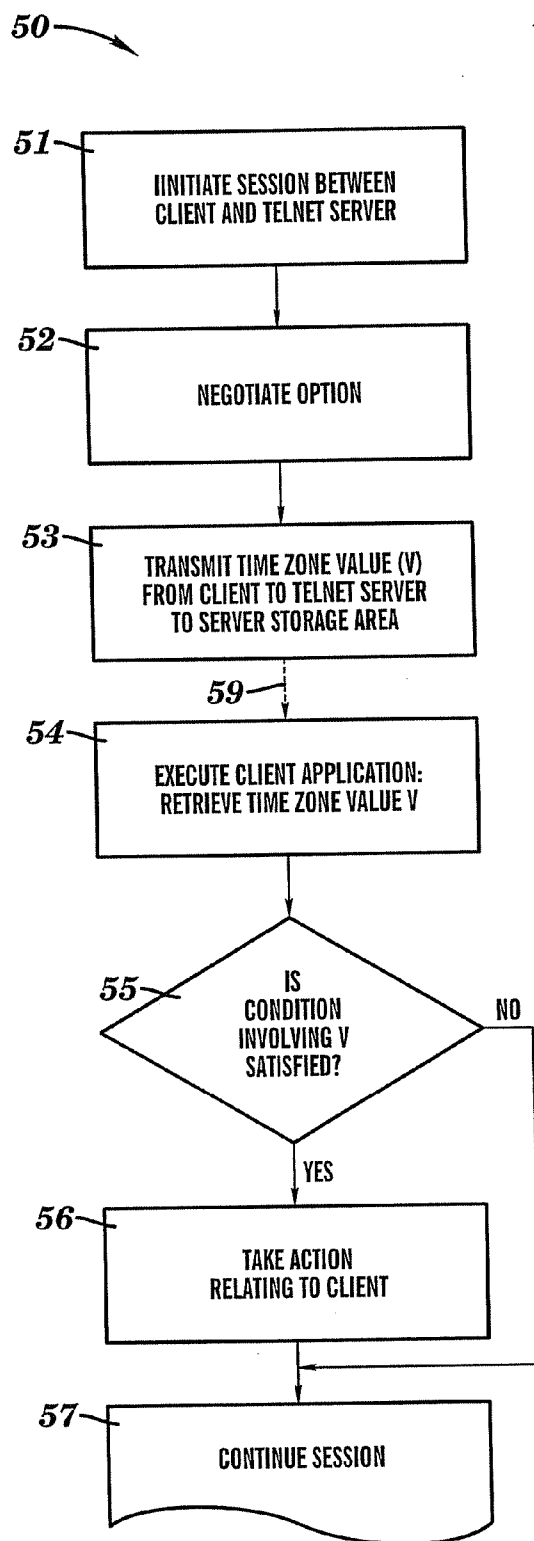 50
51
IINITIATE SESSION BETWEEN
CLIENT AND TELNET SERVER
52
NEGOTIATE OPTION
53
TRANSMIT TIME ZONE VALUE (V)
FROM CLIENT TO TELNET SERVER
TO SERVER STORAGE AREA
59
54
EXECUTE CLIENT APPLICATION:
RETRIEVE TIME ZONE VALUE V
55
IS
CONDITION
INVOLVING V
SATISFIED?
NO
YES
56
TAKE ACTION
RELATING TO CLIENT
57
CONTINUE SESSION